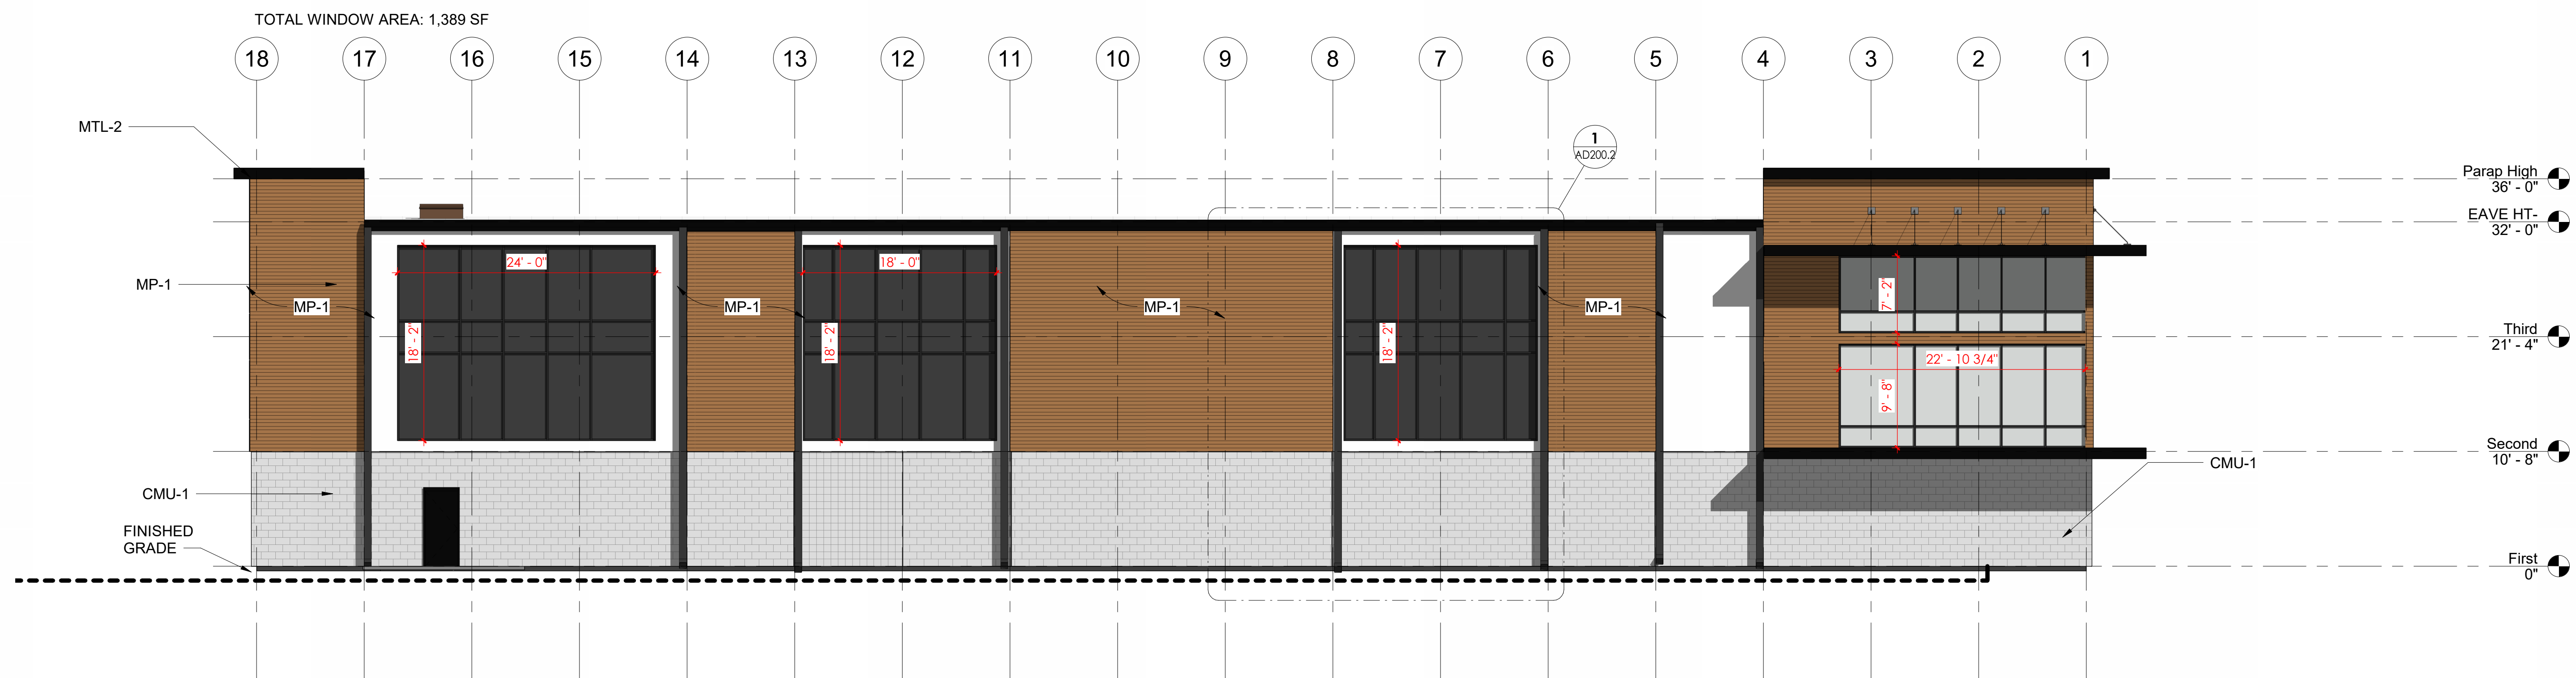 TOTAL WINDOW AREA: 1,389 SF
18 17 16 15 14 13 12 11 10 9 8 7 6 5 4 3 2 1
MTL-2
1
AD200.2
Parap High
36' - 0"
EAVE HT-
32' - 0"
24' - 0"
18' - 0"
MP-1
MP-1
MP-1
MP-1
MP-1
7' - 2"
18' - 2"
18' - 2"
18' - 2"
Third
21' - 4"
22' - 10 3/4"
9' - 8"
Second
10' - 8"
CMU-1
CMU-1
FINISHED
GRADE
First
0"